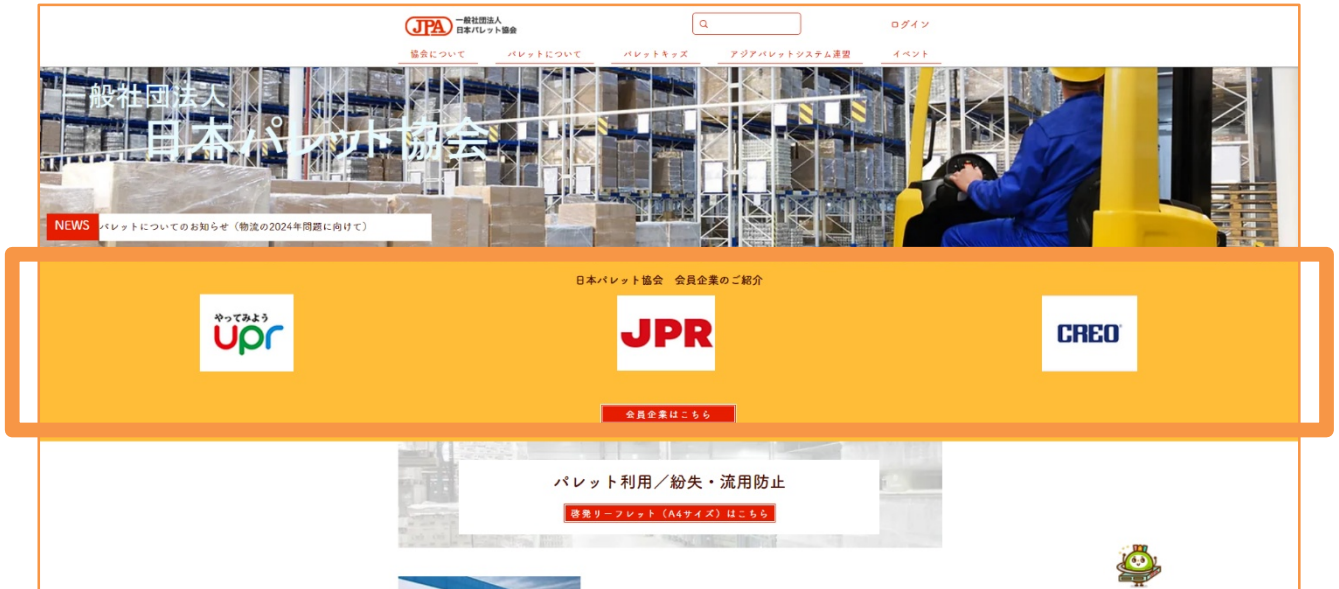 JPA
一般社団法人
日本パレット協会
ログイン
協会について
パレットについて
パレットキッズ
アジアパレットシステム連盟
イベント
一般社団法人
日本パレット協会
NEWS
パレットについてのお知らせ（物流の2024年問題に向けて）
日本パレット協会　会員企業のご紹介
やってみよう
upr
JPR
CREO
会員企業はこちら
パレット利用／紛失・流用防止
啓発リーフレット（A4サイズ）はこちら